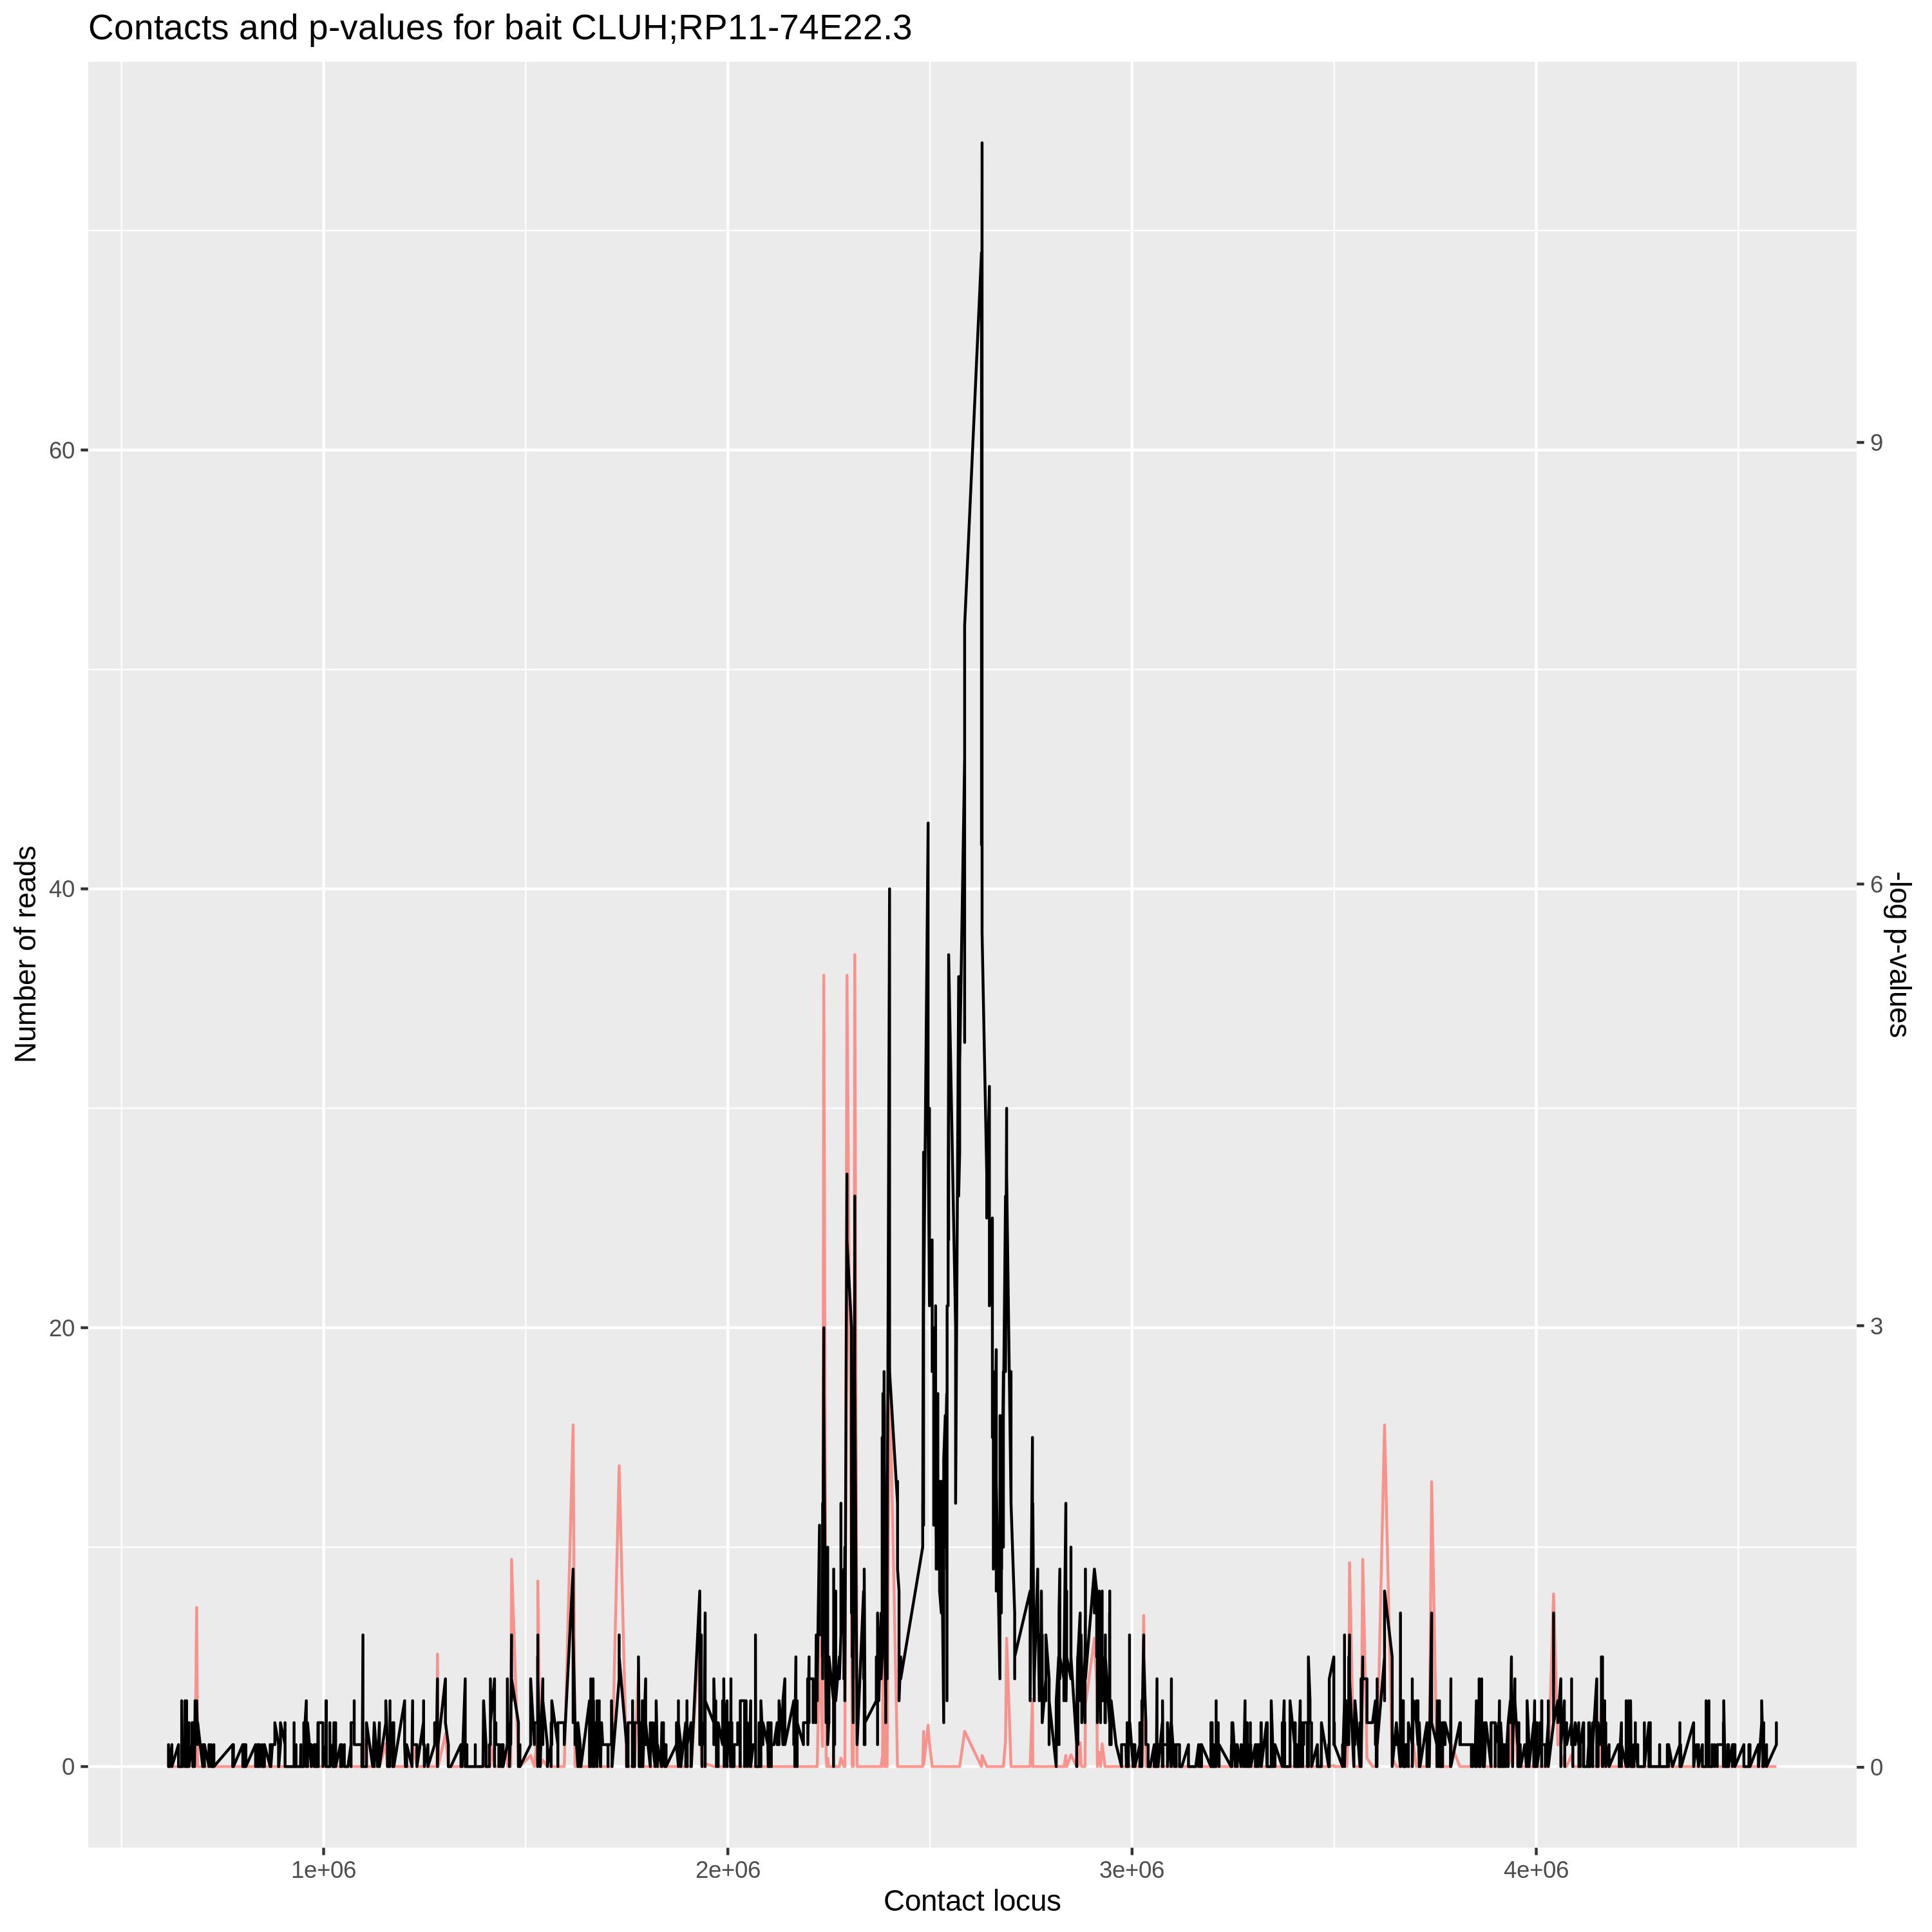 Contacts and p-values for bait CLUH;RP11-74E22.3
Number of reads
60
40
20
0
9
6
3
0
-log p-values
1e+06
2e+06
3e+06
4e+06
Contact locus